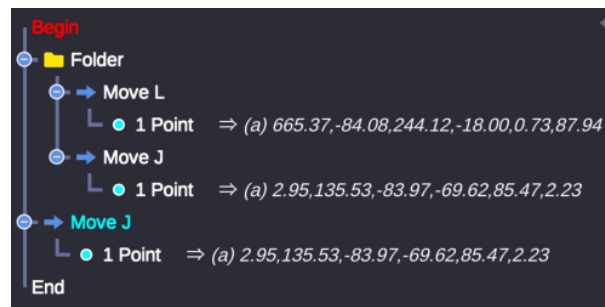 Begin
Folder
Move L
1 Point ⇒ (a) 665.37,-84.08,244.12,-18.00,0.73,87.94
Move J
1 Point ⇒ (a) 2.95,135.53,-83.97,-69.62,85.47,2.23
Move J
1 Point ⇒ (a) 2.95,135.53,-83.97,-69.62,85.47,2.23
End